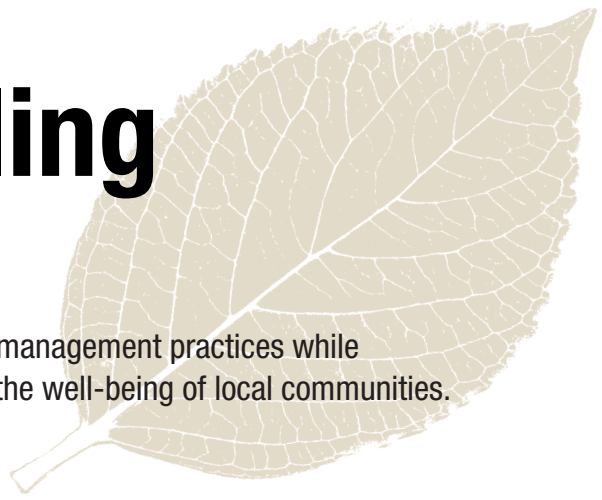 ling
management practices while
the well-being of local communities.